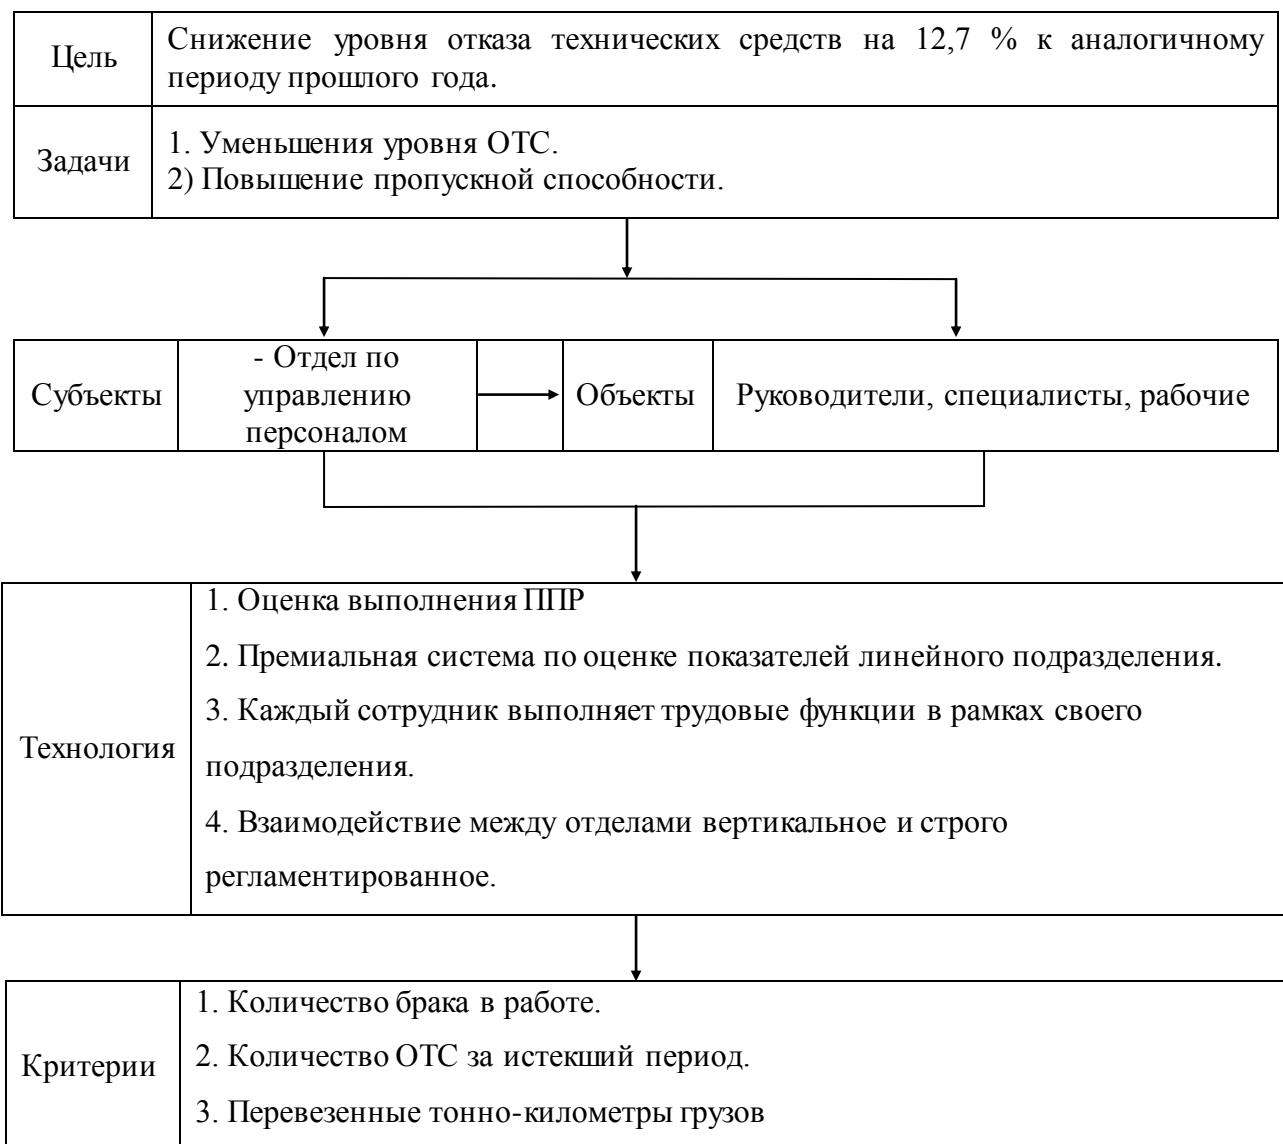 Цель
Снижение уровня отказа технических средств на 12,7 % к аналогичному
периоду прошлого года.
Задачи
1. Уменьшения уровня ОТС.
2) Повышение пропускной способности.
Субъекты
- Отдел по
управлению
персоналом
Объекты
Руководители, специалисты, рабочие
Технология
1. Оценка выполнения ППР
2. Премиальная система по оценке показателей линейного подразделения.
3. Каждый сотрудник выполняет трудовые функции в рамках своего
подразделения.
4. Взаимодействие между отделами вертикальное и строго
регламентированное.
Критерии
1. Количество брака в работе.
2. Количество ОТС за истекший период.
3. Перевезенные тонно-километры грузов